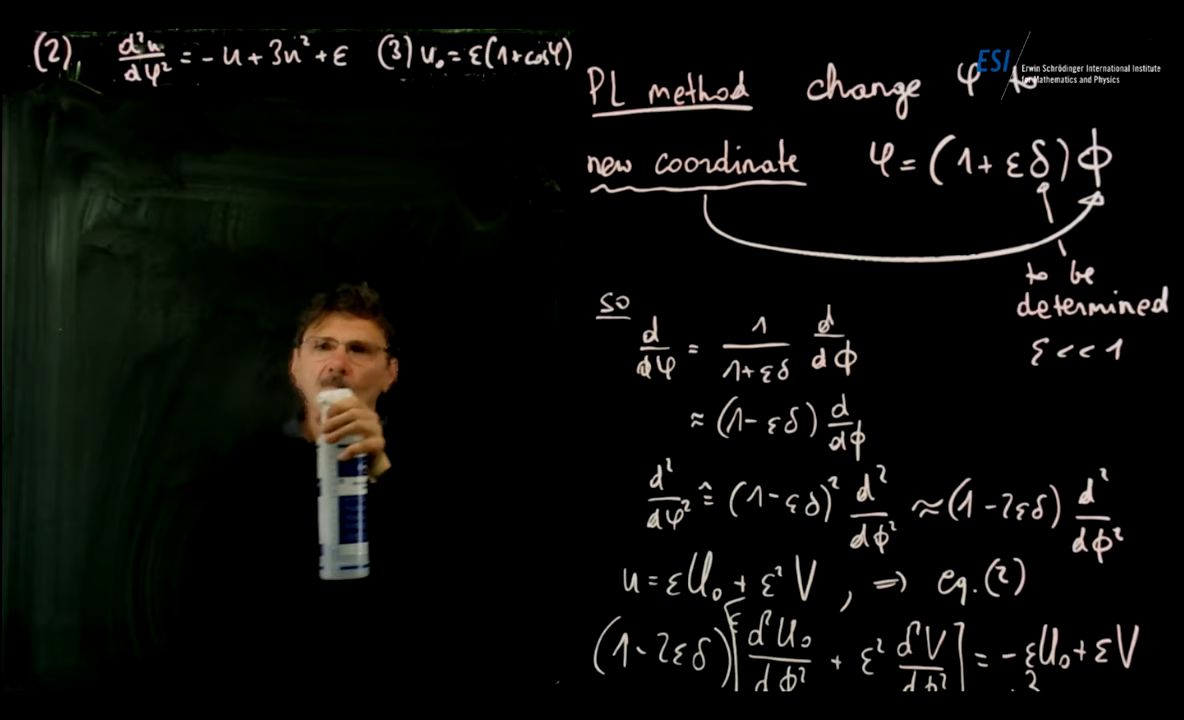 (2) d²u/dφ² = -u + 3u² + ε (3) u₀ = ε(1+cosφ)
ESI Erwin Schrödinger International Institute
for Mathematics and Physics
PL method change φ to
new coordinate φ = (1 + εδ)ϕ
to be
determined
ε << 1
so
d/dφ = 1/(1+εδ) d/dϕ
≈ (1-εδ) d/dϕ
d²/dφ² ≙ (1-εδ)² d²/dϕ² ≈ (1-2εδ) d²/dϕ²
u = εU₀ + ε²V , ⇒ eq.(2)
(1-2εδ)[ε d²U₀/dϕ² + ε² d²V/dϕ²] = -εU₀ + εV
2